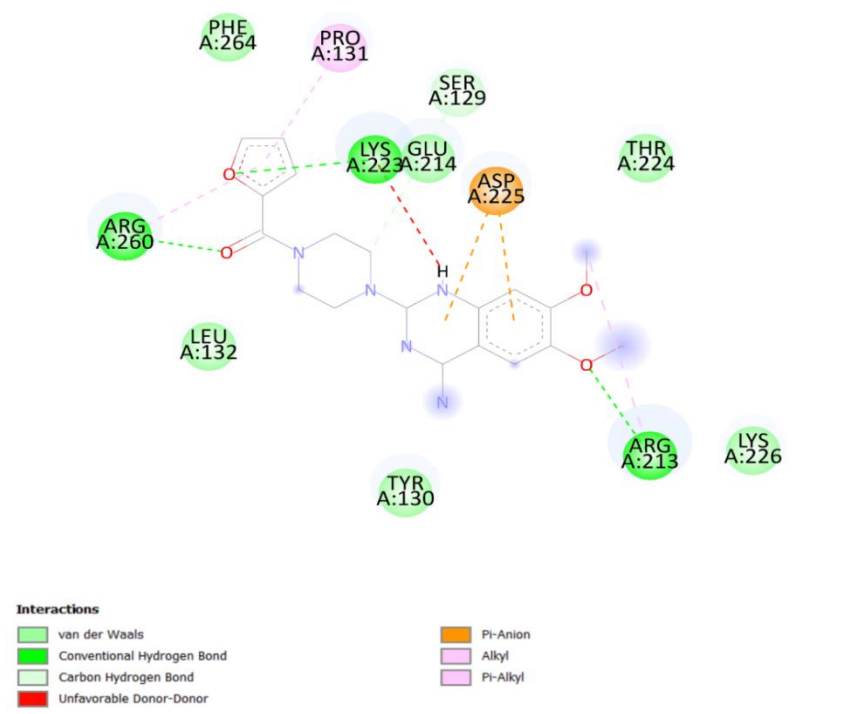 PHE
A:264
PRO
A:131
SER
A:129
LYS
A:223
GLU
A:214
THR
A:224
ASP
A:225
ARG
A:260
O
O
N
H
N
N
O
LEU
A:132
N
O
N
ARG
A:213
LYS
A:226
TYR
A:130
Interactions
van der Waals
Conventional Hydrogen Bond
Carbon Hydrogen Bond
Unfavorable Donor-Donor
Pi-Anion
Alkyl
Pi-Alkyl